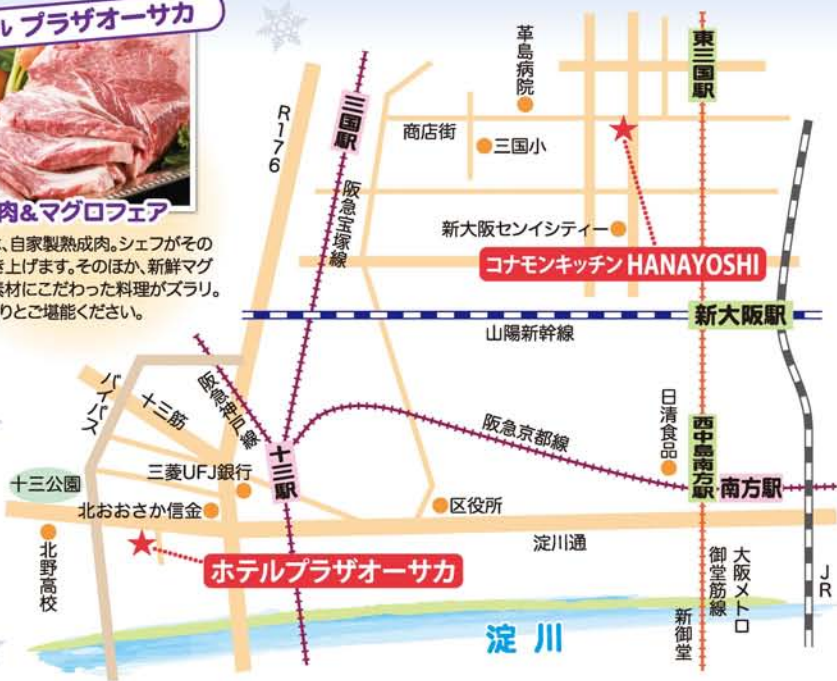 ル プラザオーサカ
肉&マグロフェア
、自家製熟成肉。シェフがその
き上げます。そのほか、新鮮マグ
素材にこだわった料理がズラリ。
りとご堪能ください。
R176
三国駅
阪急宝塚線
商店街
革島病院
三国小
東三国駅
新大阪センイシティー
コナモンキッチン HANAYOSHI
新大阪駅
山陽新幹線
バイパス
十三筋
阪急神戸線
十三駅
阪急京都線
日清食品
西中島南方駅
南方駅
十三公園
三菱UFJ銀行
北おおさか信金
区役所
淀川通
北野高校
ホテルプラザオーサカ
淀川
新御堂
大阪メトロ
御堂筋線
JR